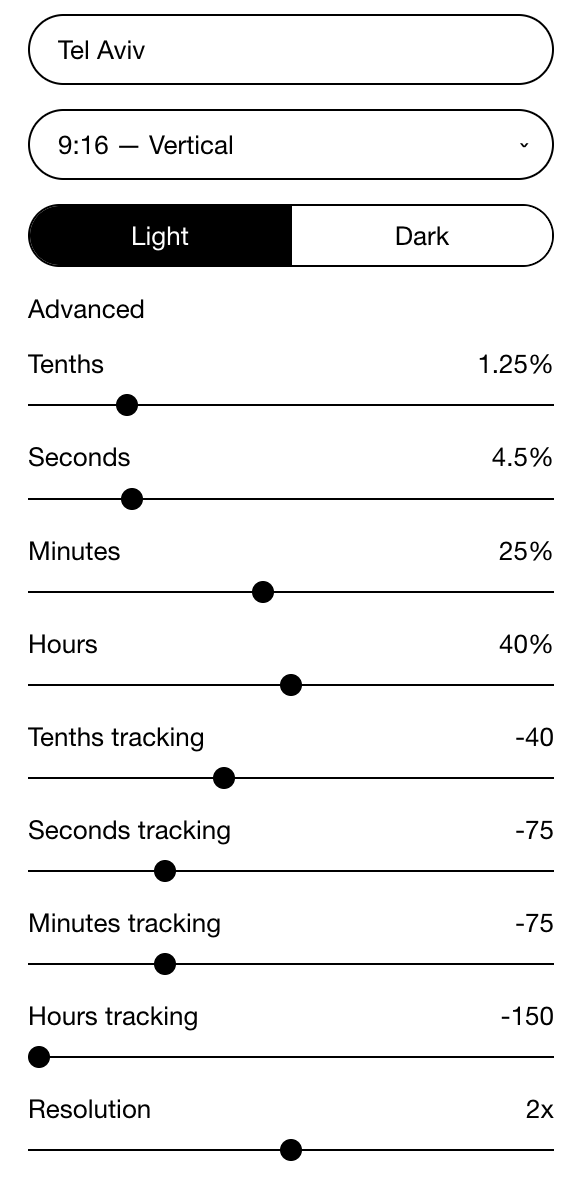 Tel Aviv
9:16 — Vertical
Light Dark
Advanced
Tenths 1.25%
Seconds 4.5%
Minutes 25%
Hours 40%
Tenths tracking -40
Seconds tracking -75
Minutes tracking -75
Hours tracking -150
Resolution 2x